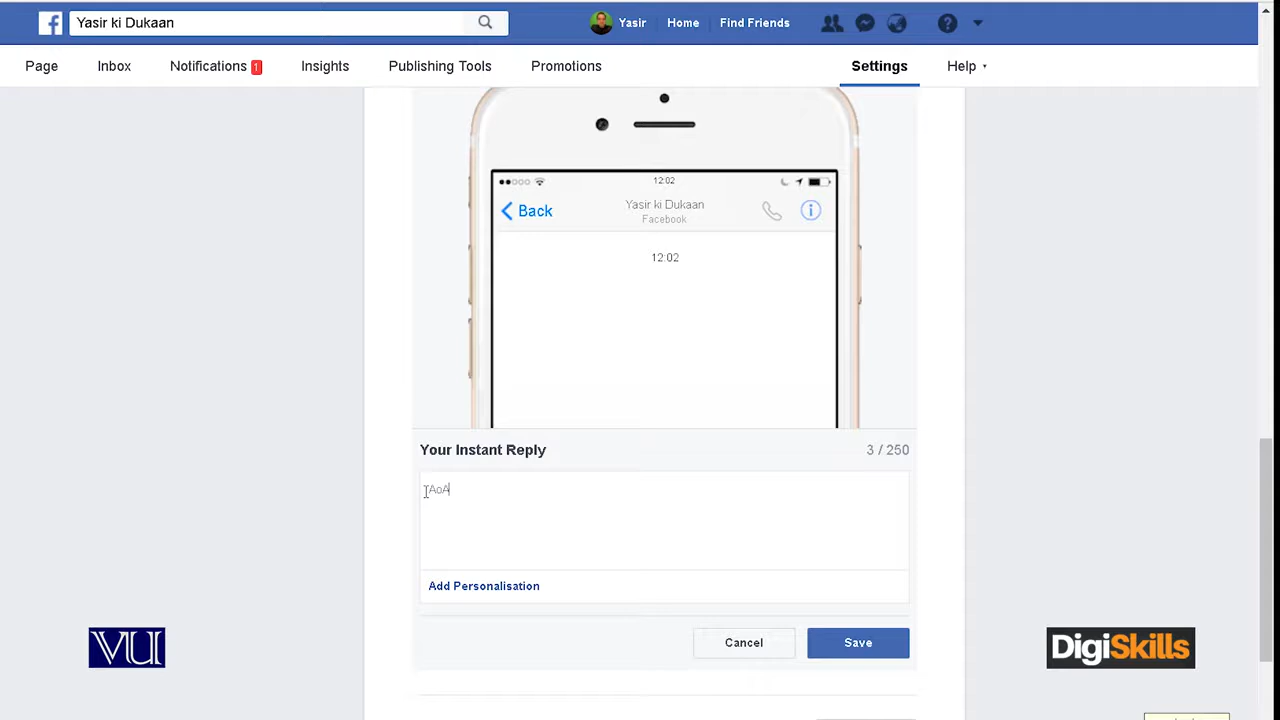 Yasir ki Dukaan
Yasir Home Find Friends
Page Inbox Notifications 1 Insights Publishing Tools Promotions Settings Help
12:02
Back
Yasir ki Dukaan
Facebook
12:02
Your Instant Reply 3 / 250
AoA
Add Personalisation
Cancel Save
VU DigiSkills